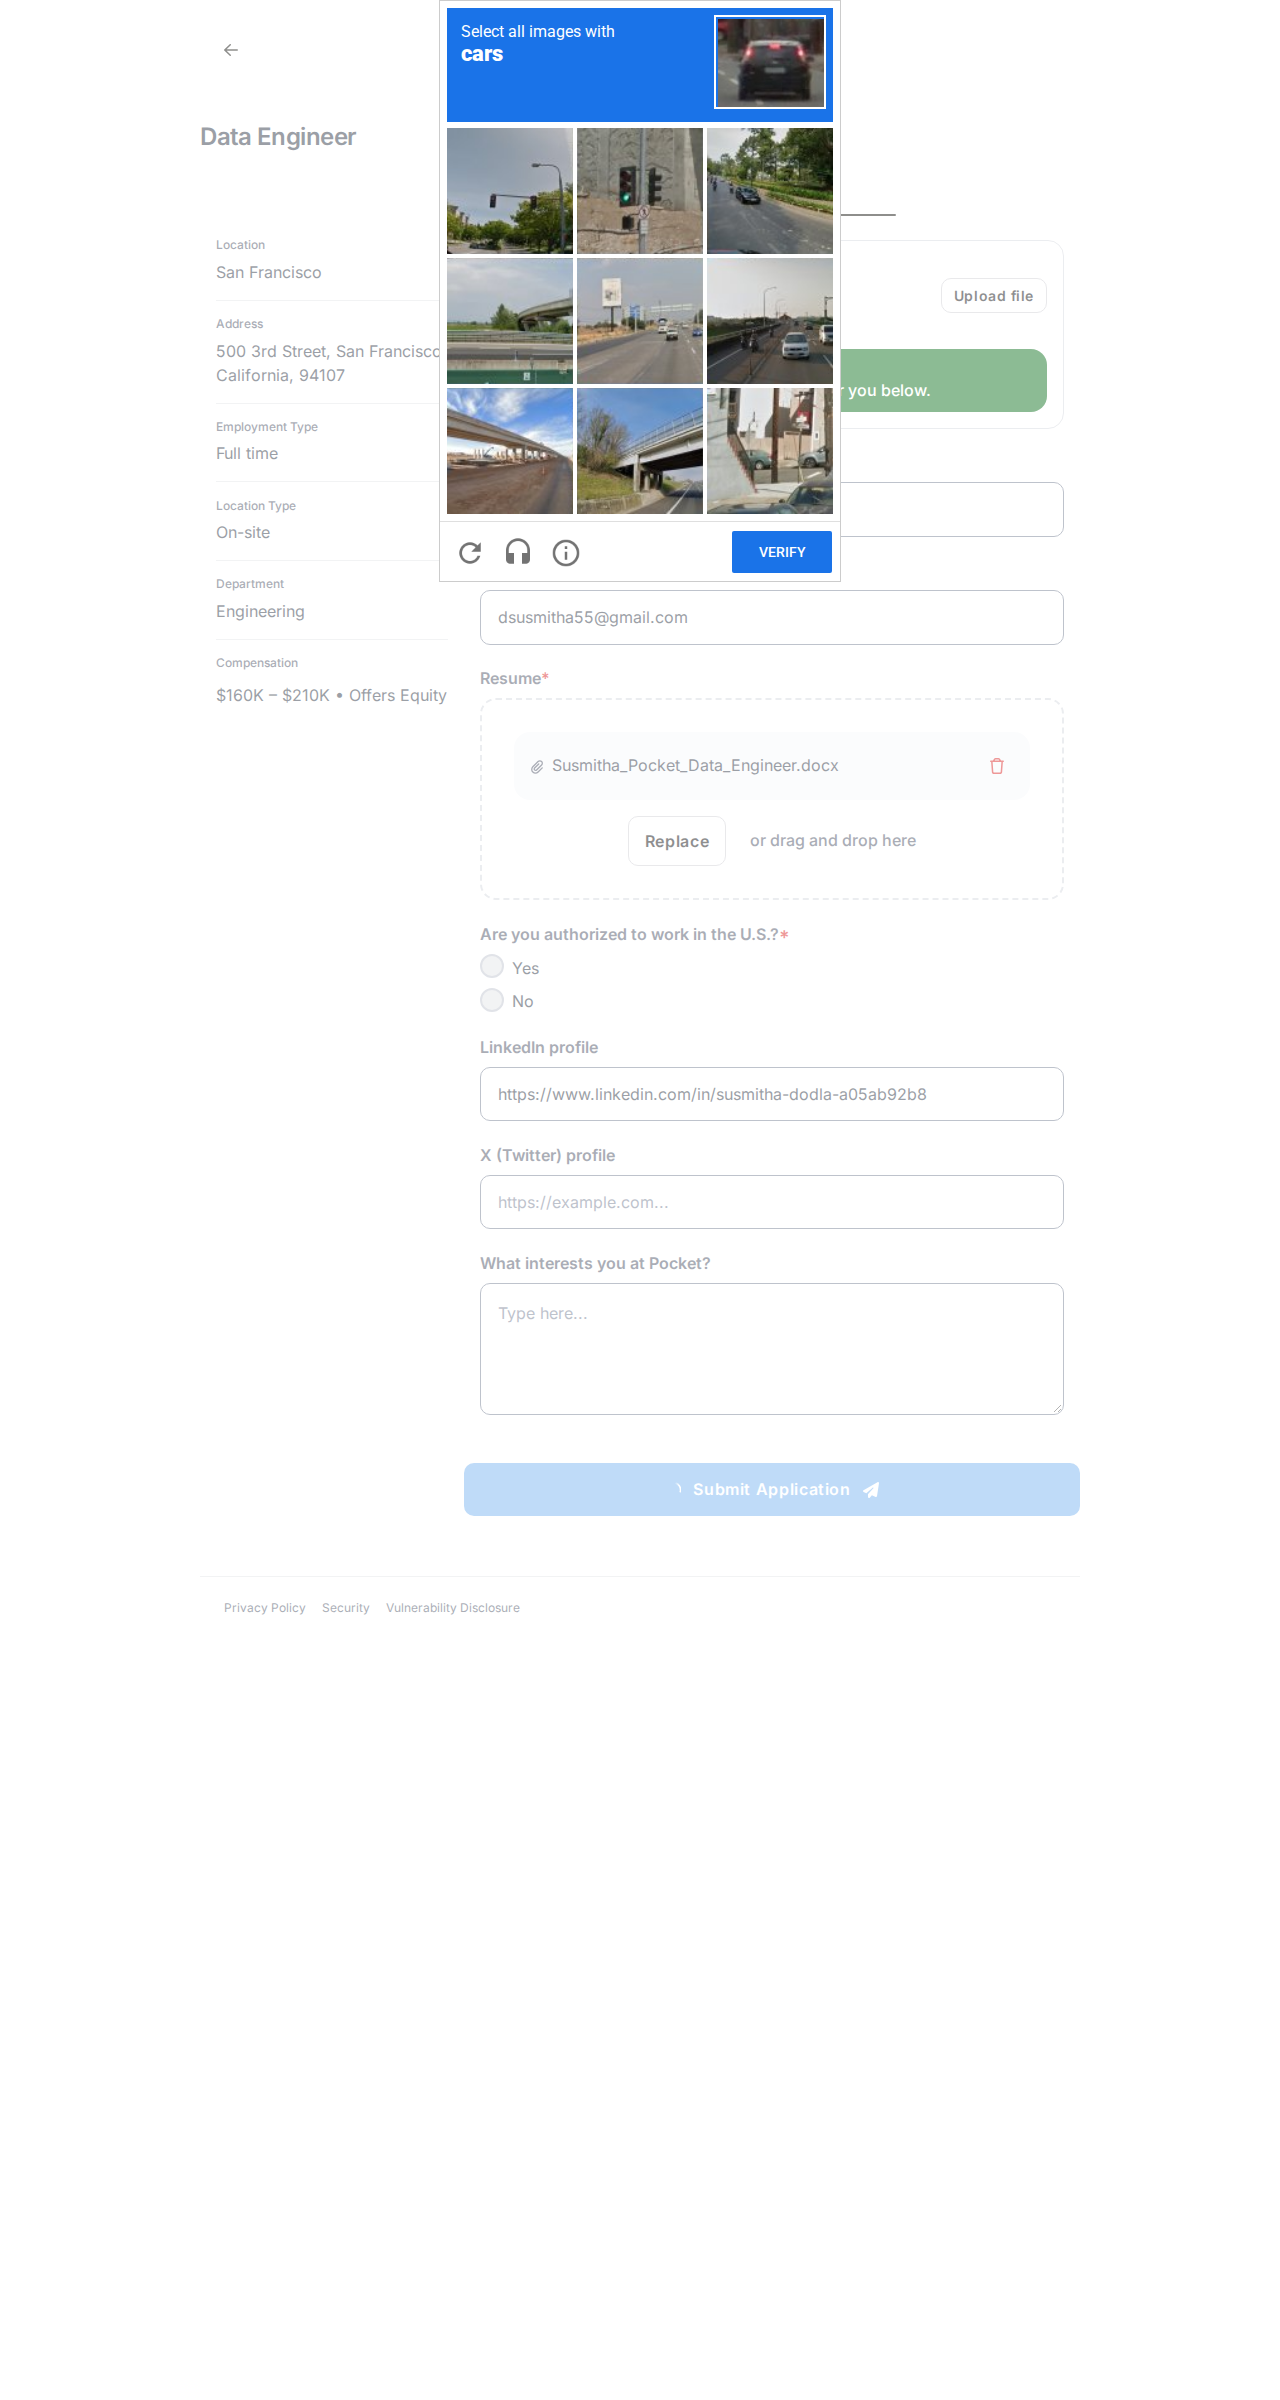 Select all images with
cars
Data Engineer
Location
San Francisco
Upload file
Address
500 3rd Street, San Francisco
California, 94107
you below.
Employment Type
Full time
Location Type
On-site
VERIFY
Department
Engineering
dsusmitha55@gmail.com
Compensation
$160K – $210K • Offers Equity
Resume*
Susmitha_Pocket_Data_Engineer.docx
Replace
or drag and drop here
Are you authorized to work in the U.S.?*
Yes
No
LinkedIn profile
https://www.linkedin.com/in/susmitha-dodla-a05ab92b8
X (Twitter) profile
https://example.com...
What interests you at Pocket?
Type here...
Submit Application
Privacy Policy Security Vulnerability Disclosure